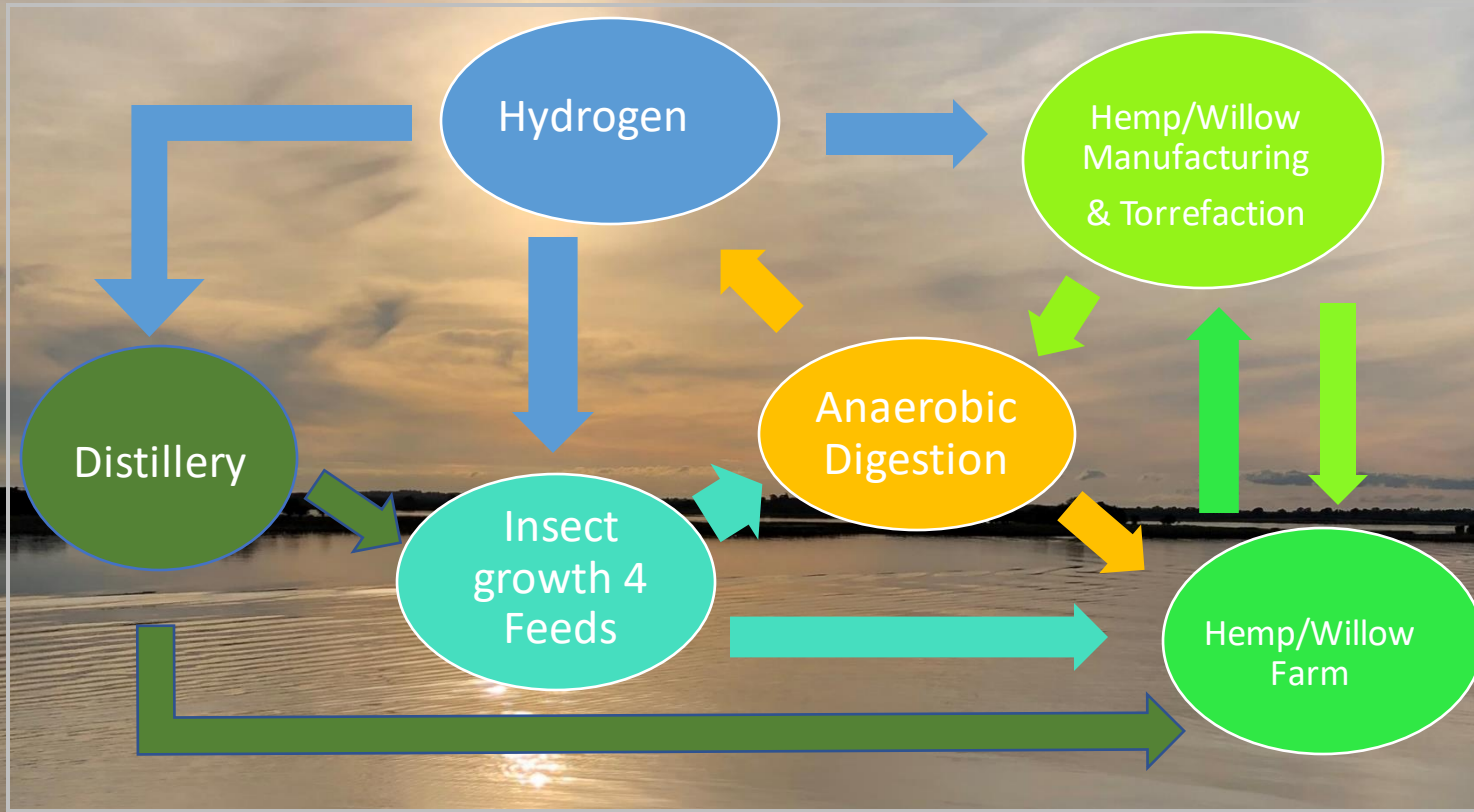 Hydrogen
Hemp/Willow
Manufacturing
& Torrefaction
Anaerobic
Digestion
Distillery
Insect
growth 4
Feeds
Hemp/Willow
Farm